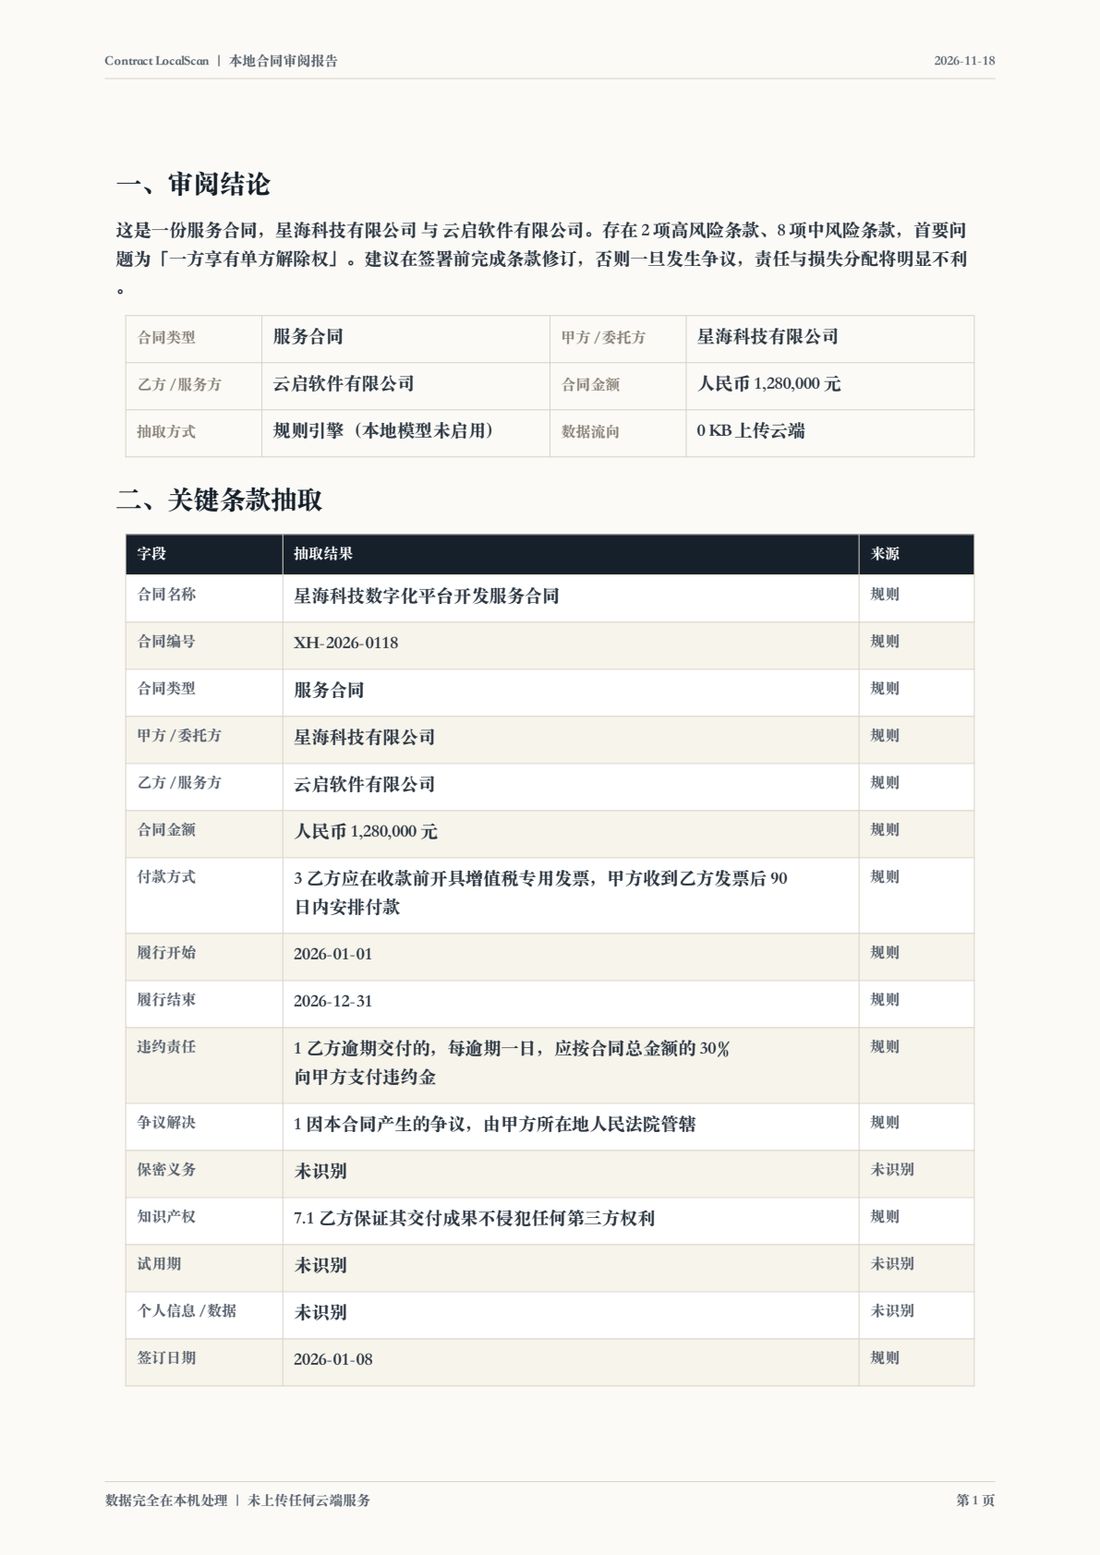 Contract LocalScan | 本地合同审阅报告 2026-11-18
一、审阅结论
这是一份服务合同，星海科技有限公司 与 云启软件有限公司。存在 2 项高风险条款、8 项中风险条款，首要问
题为「一方享有单方解除权」。建议在签署前完成条款修订，否则一旦发生争议，责任与损失分配将明显不利
。
合同类型 服务合同 甲方 / 委托方 星海科技有限公司
乙方 / 服务方 云启软件有限公司 合同金额 人民币 1,280,000 元
抽取方式 规则引擎（本地模型未启用） 数据流向 0 KB 上传云端
二、关键条款抽取
字段 抽取结果 来源
合同名称 星海科技数字化平台开发服务合同 规则
合同编号 XH-2026-0118 规则
合同类型 服务合同 规则
甲方 / 委托方 星海科技有限公司 规则
乙方 / 服务方 云启软件有限公司 规则
合同金额 人民币 1,280,000 元 规则
付款方式 3 乙方应在收款前开具增值税专用发票，甲方收到乙方发票后 90 规则
日内安排付款
履行开始 2026-01-01 规则
履行结束 2026-12-31 规则
违约责任 1 乙方逾期交付的，每逾期一日，应按合同总金额的 30% 规则
向甲方支付违约金
争议解决 1 因本合同产生的争议，由甲方所在地人民法院管辖 规则
保密义务 未识别 未识别
知识产权 7.1 乙方保证其交付成果不侵犯任何第三方权利 规则
试用期 未识别 未识别
个人信息 / 数据 未识别 未识别
签订日期 2026-01-08 规则
数据完全在本机处理 | 未上传任何云端服务 第 1 页